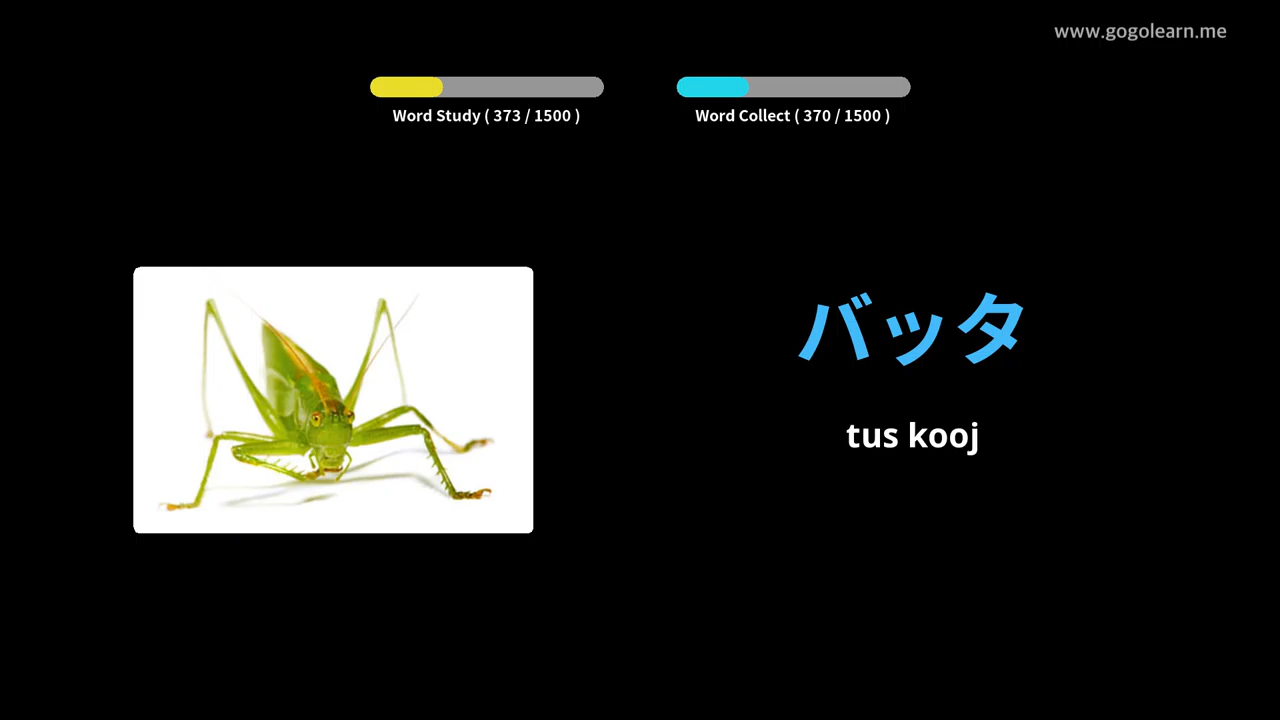 www.gogolearn.me
Word Study ( 373 / 1500 )
Word Collect ( 370 / 1500 )
バッタ
tus kooj